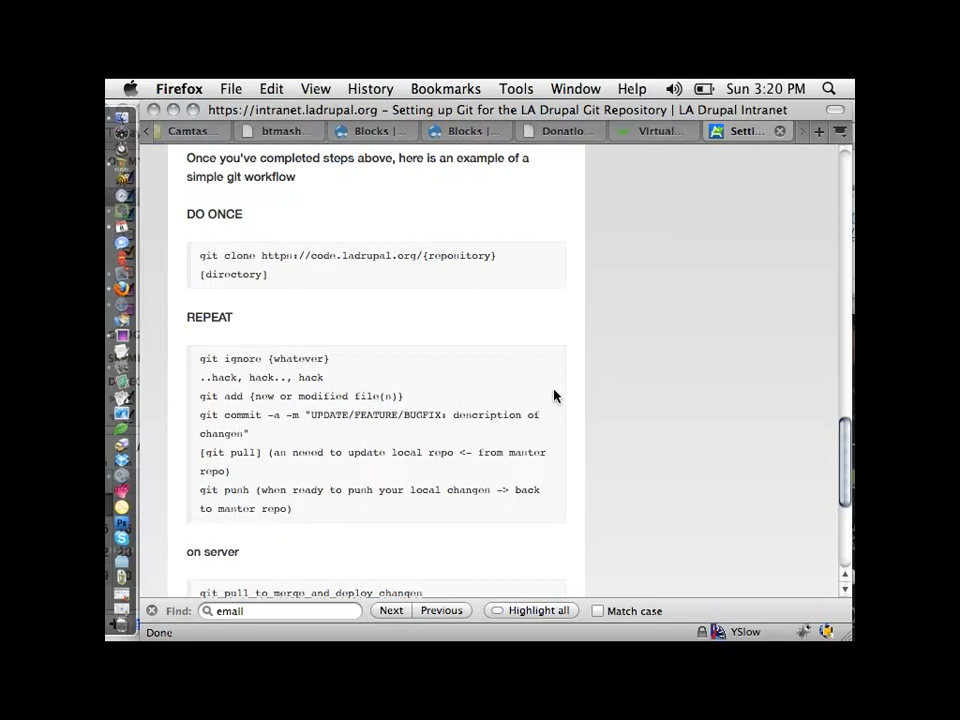 Firefox File Edit View History Bookmarks Tools Window Help Sun 3:20 PM
https://intranet.ladrupal.org – Setting up Git for the LA Drupal Git Repository | LA Drupal Intranet
Camtas... btmash... Blocks |... Blocks |... Donatio... Virtual... Setti...
Once you've completed steps above, here is an example of a
simple git workflow
DO ONCE
git clone https://code.ladrupal.org/{repository}
[directory]
REPEAT
git ignore {whatever}
..hack, hack.., hack
git add {new or modified file(s)}
git commit -a -m "UPDATE/FEATURE/BUGFIX: description of
changes"
[git pull] (as need to update local repo <- from master
repo)
git push (when ready to push your local changes -> back
to master repo)
on server
git pull to merge and deploy changes
Find: email Next Previous Highlight all Match case
Done YSlow